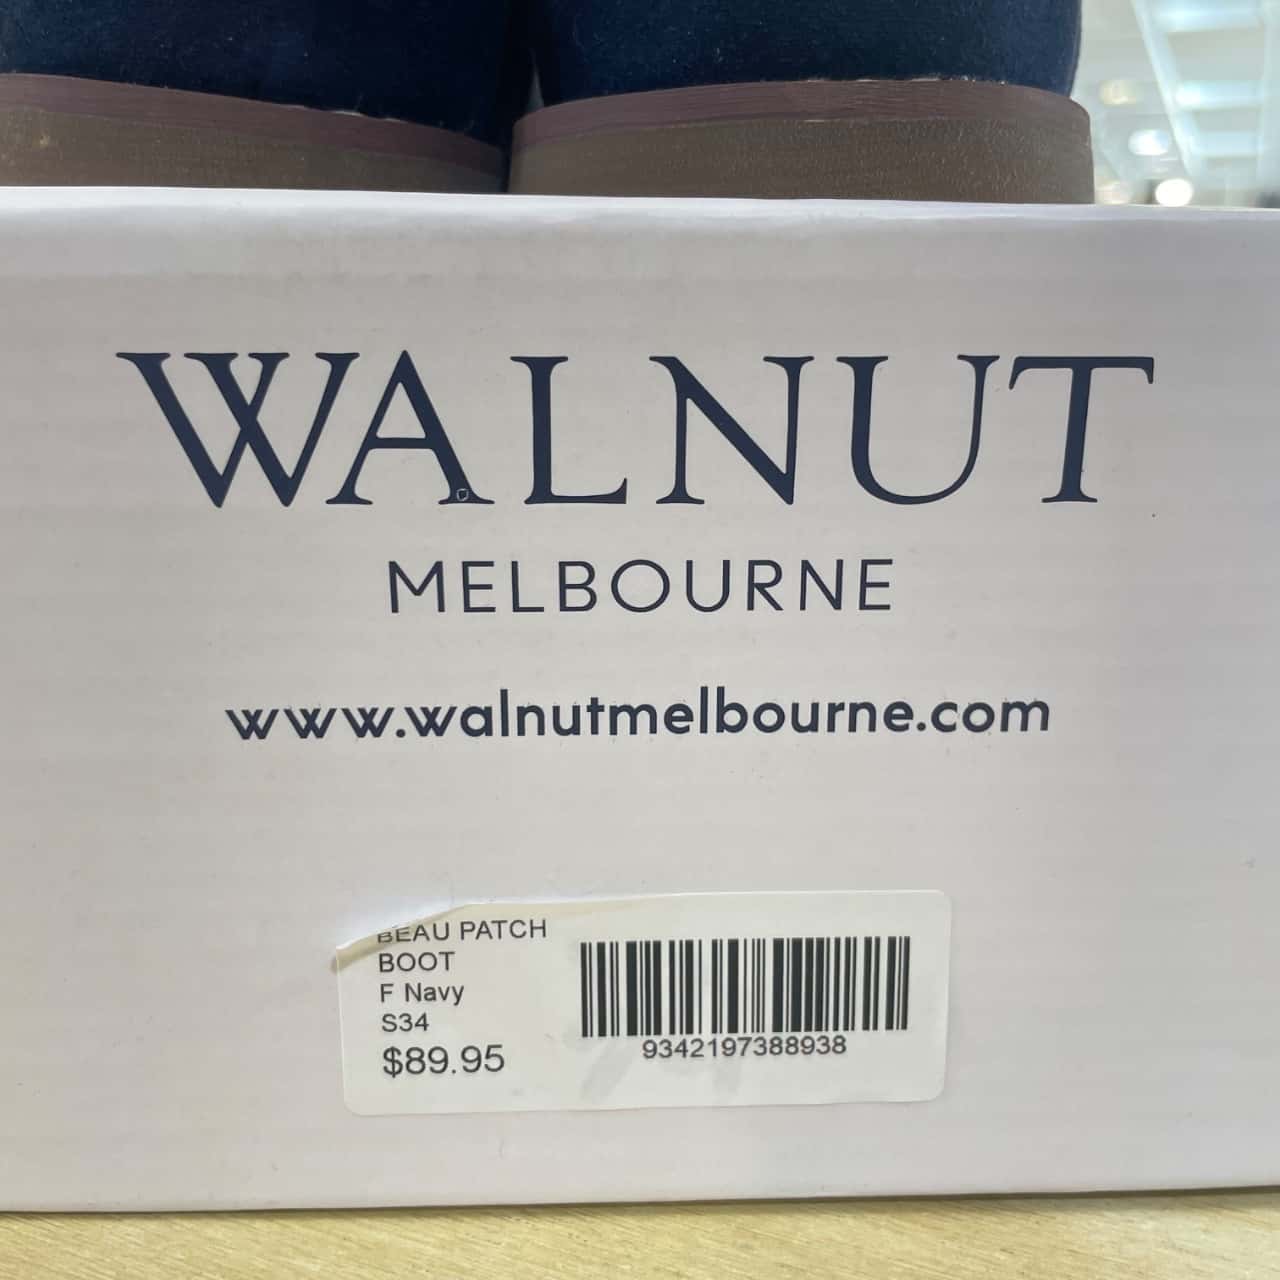 WALNUT
MELBOURNE
www.walnutmelbourne.com
BEAU PATCH
BOOT
F Navy
S34
$89.95
9342197388938